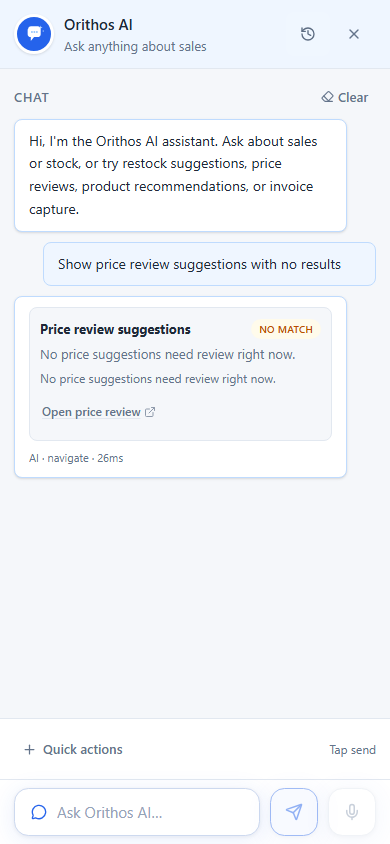 Orithos AI
Ask anything about sales
CHAT
Clear
Hi, I'm the Orithos AI assistant. Ask about sales
or stock, or try restock suggestions, price
reviews, product recommendations, or invoice
capture.
Show price review suggestions with no results
Price review suggestions
NO MATCH
No price suggestions need review right now.
No price suggestions need review right now.
Open price review
AI · navigate · 26ms
Quick actions
Tap send
Ask Orithos AI...